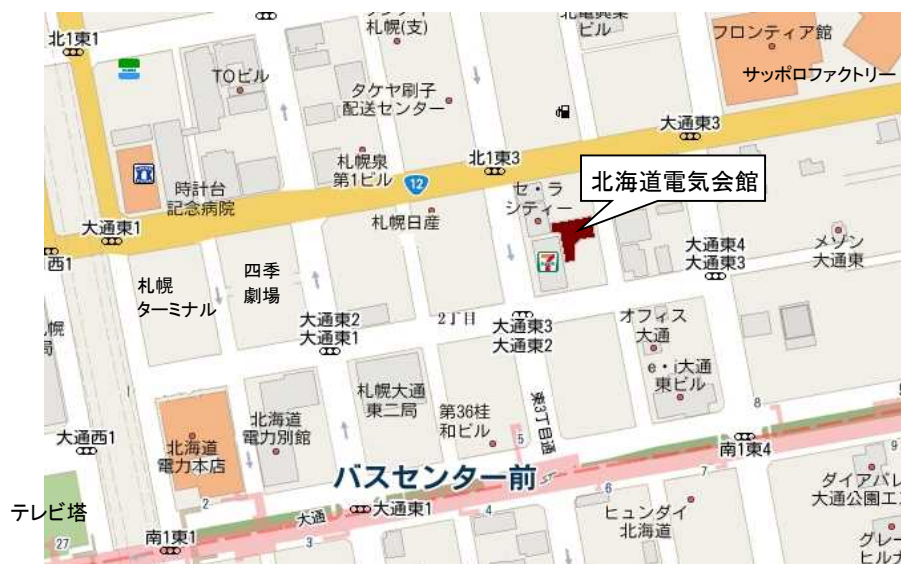 北1東1
札幌(支)
ビル
フロンティア館
TOビル
サッポロファクトリー
タケヤ刷子
配送センター
大通東3
札幌泉
第1ビル
北1東3
北海道電気会館
12
時計台
記念病院
セ・ラ
シティー
札幌日産
大通東1
西1
大通東4
大通東3
メゾン
大通東
7
札幌
ターミナル
四季
劇場
大通東2
大通東1
2丁目
大通東3
大通東2
オフィス
大通
e・i大通
東ビル
札幌大通
東二局
東3丁目通
北海道
電力別館
第36桂
和ビル
8
大通西1
北海道
電力本店
5
南1東4
9
バスセンター前
ダイアパレ
大通公園エ
7
6
2
テレビ塔
大通
大通東1
4
ヒュンダイ
北海道
27
南1東1
3
グレー
ヒルナ